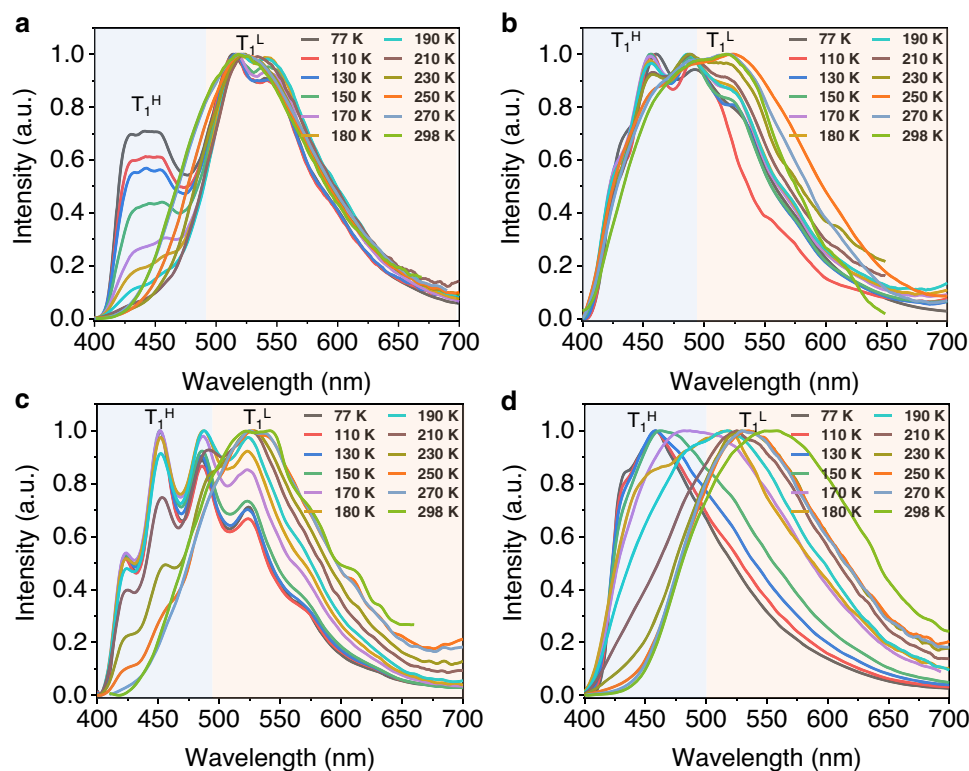 a
T₁ᴴ
T₁ᴸ
77 K 190 K
110 K 210 K
130 K 230 K
150 K 250 K
170 K 270 K
180 K 298 K
Intensity (a.u.)
1.0
0.8
0.6
0.4
0.2
0.0
400 450 500 550 600 650 700
Wavelength (nm)
b
T₁ᴴ
T₁ᴸ
77 K 190 K
110 K 210 K
130 K 230 K
150 K 250 K
170 K 270 K
180 K 298 K
Intensity (a.u.)
1.0
0.8
0.6
0.4
0.2
0.0
400 450 500 550 600 650 700
Wavelength (nm)
c
T₁ᴴ
T₁ᴸ
77 K 190 K
110 K 210 K
130 K 230 K
150 K 250 K
170 K 270 K
180 K 298 K
Intensity (a.u.)
1.0
0.8
0.6
0.4
0.2
0.0
400 450 500 550 600 650 700
Wavelength (nm)
d
T₁ᴴ
T₁ᴸ
77 K 190 K
110 K 210 K
130 K 230 K
150 K 250 K
170 K 270 K
180 K 298 K
Intensity (a.u.)
1.0
0.8
0.6
0.4
0.2
0.0
400 450 500 550 600 650 700
Wavelength (nm)